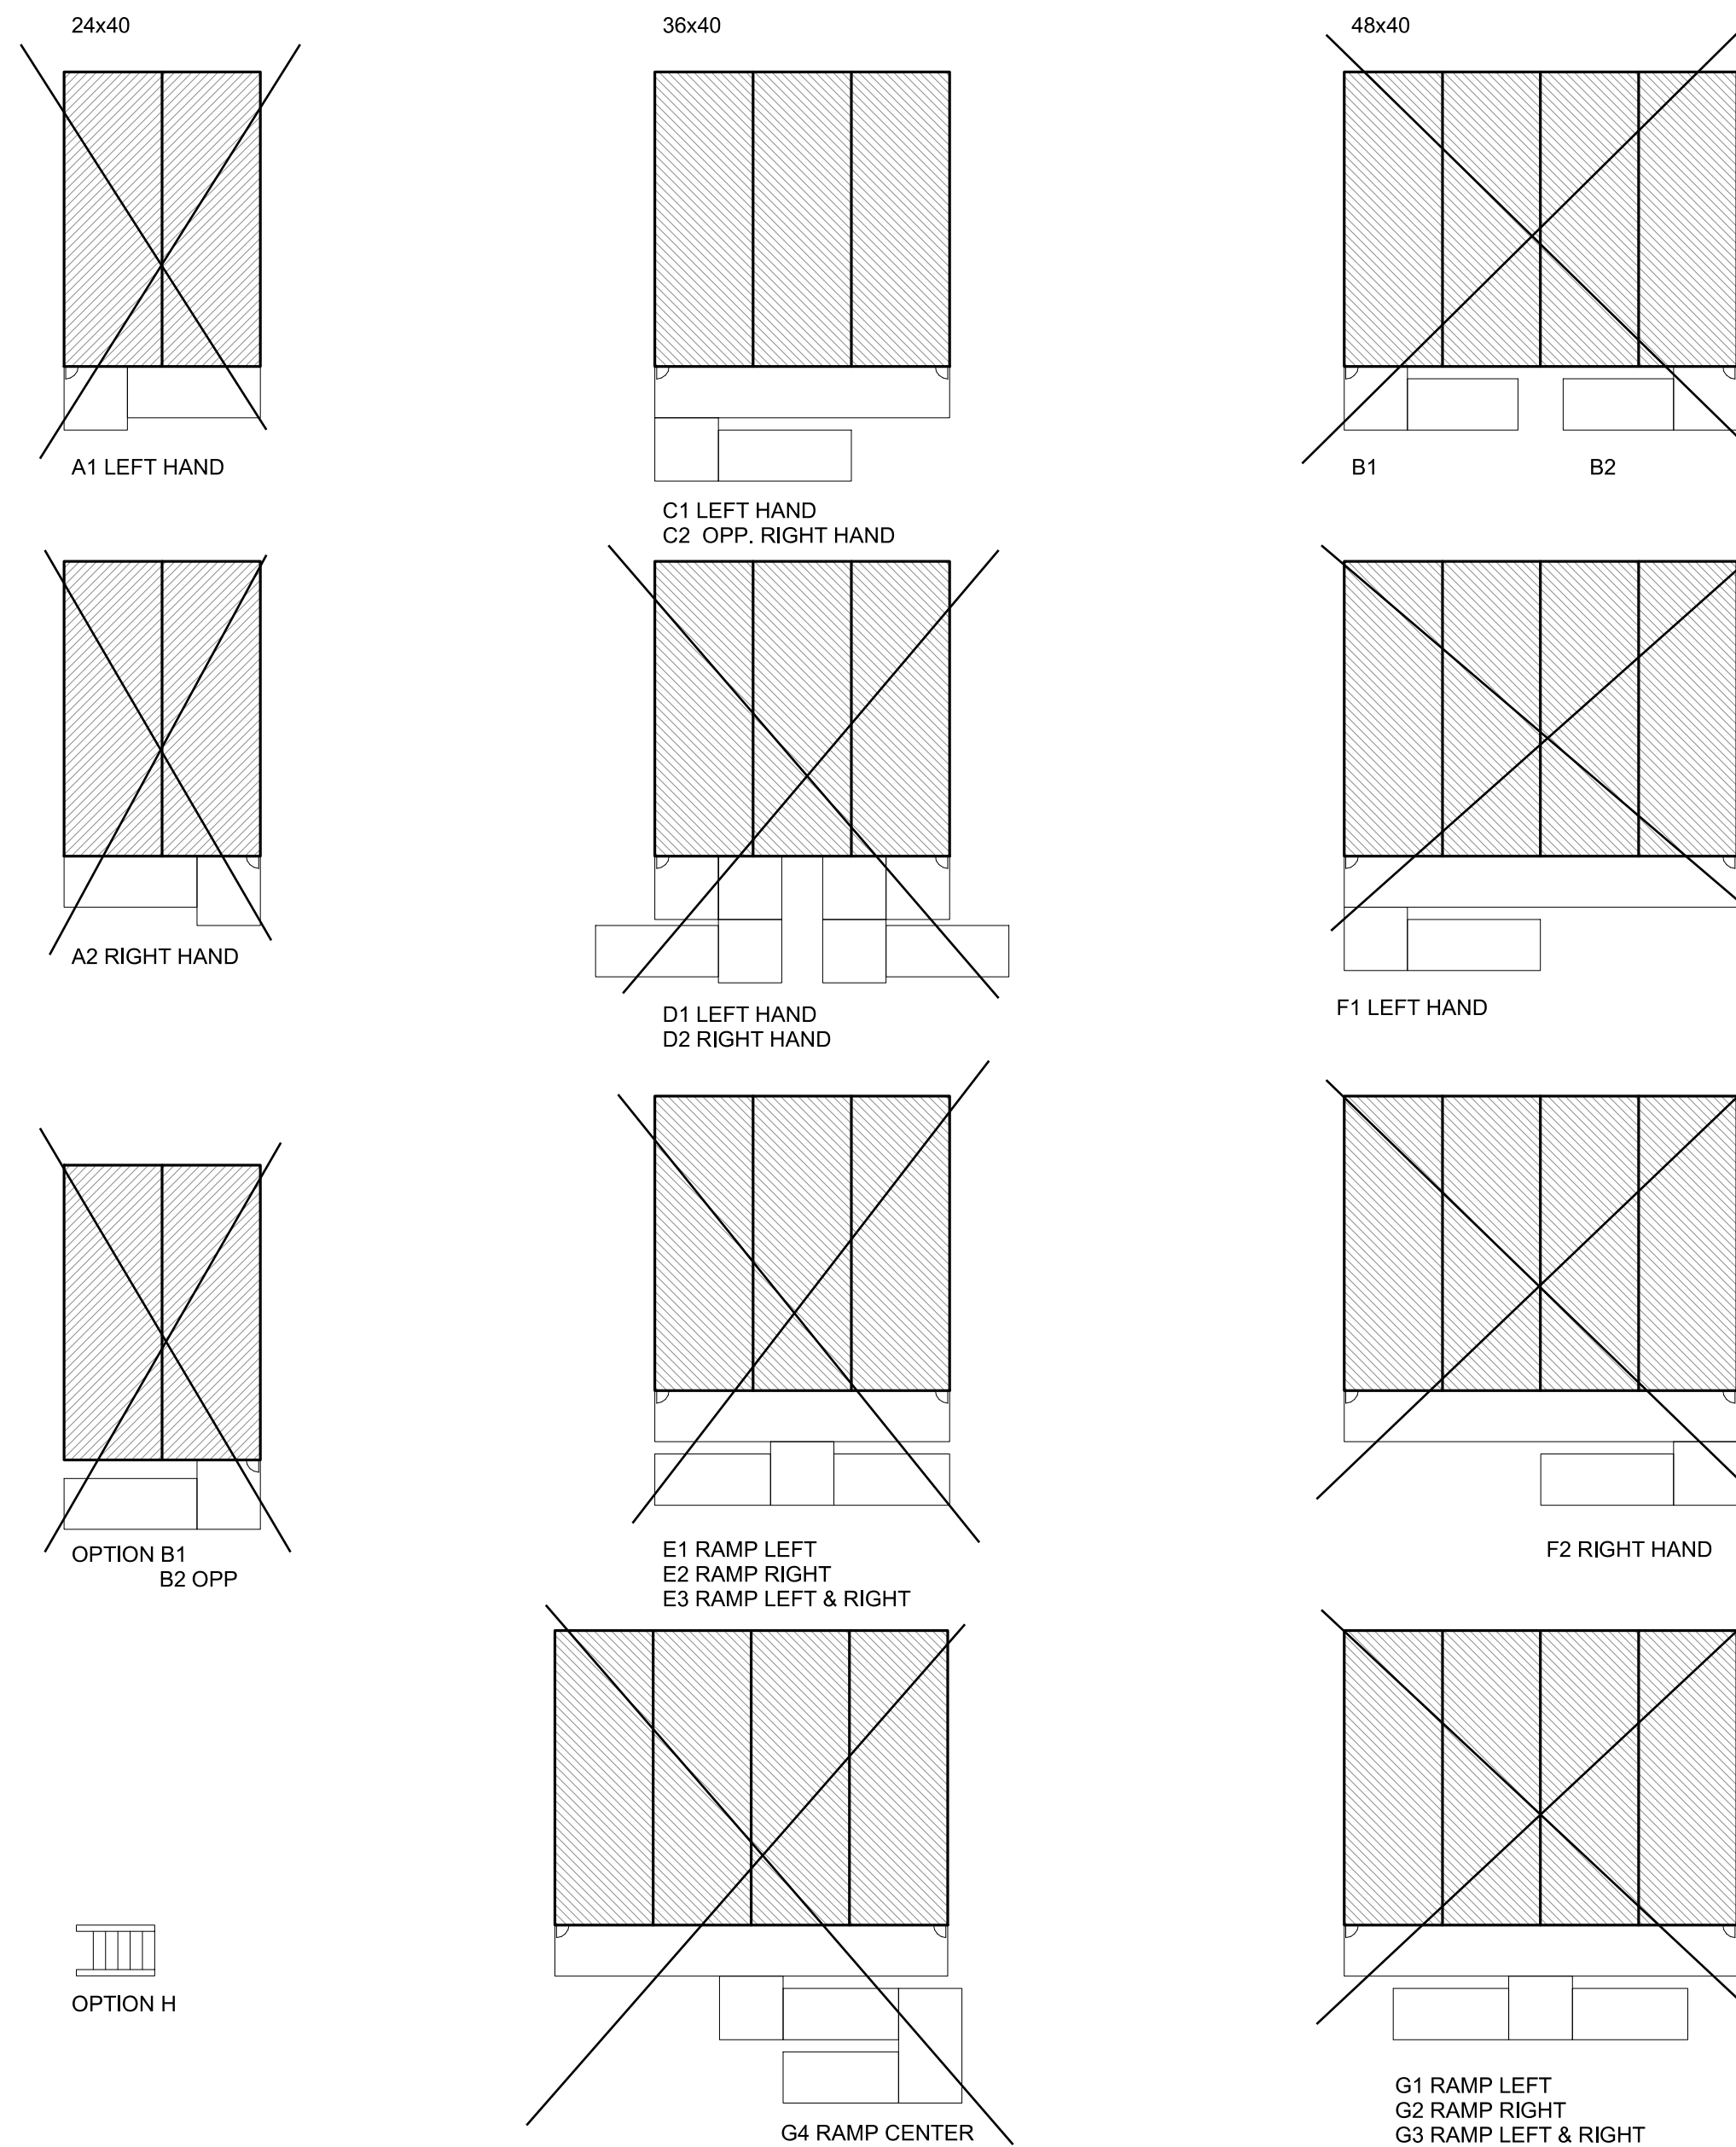 24x40
36x40
48x40
A1 LEFT HAND
B1
B2
C1 LEFT HAND
C2 OPP. RIGHT HAND
A2 RIGHT HAND
D1 LEFT HAND
D2 RIGHT HAND
F1 LEFT HAND
OPTION B1
B2 OPP
E1 RAMP LEFT
E2 RAMP RIGHT
E3 RAMP LEFT & RIGHT
F2 RIGHT HAND
OPTION H
G4 RAMP CENTER
G1 RAMP LEFT
G2 RAMP RIGHT
G3 RAMP LEFT & RIGHT